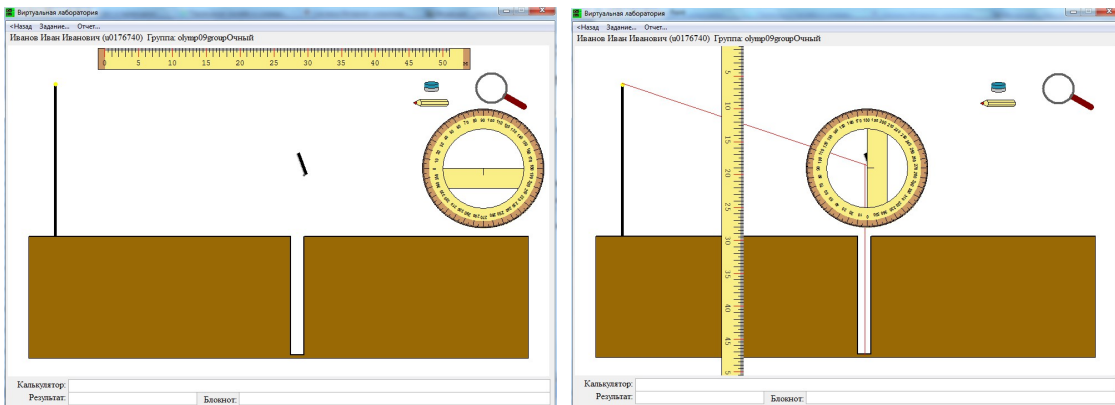 Виртуальная лаборатория
<Назад Задание... Отчет...
Иванов Иван Иванович (u0176740) Группа: olymp09groupОчный
0 5 10 15 20 25 30 35 40 45 50 м
Калькулятор:
Результат: Блокнот:
Виртуальная лаборатория
<Назад Задание... Отчет...
Иванов Иван Иванович (u0176740) Группа: olymp09groupОчный
5
10
15
20
25
30
35
40
45
Калькулятор:
Результат: Блокнот: